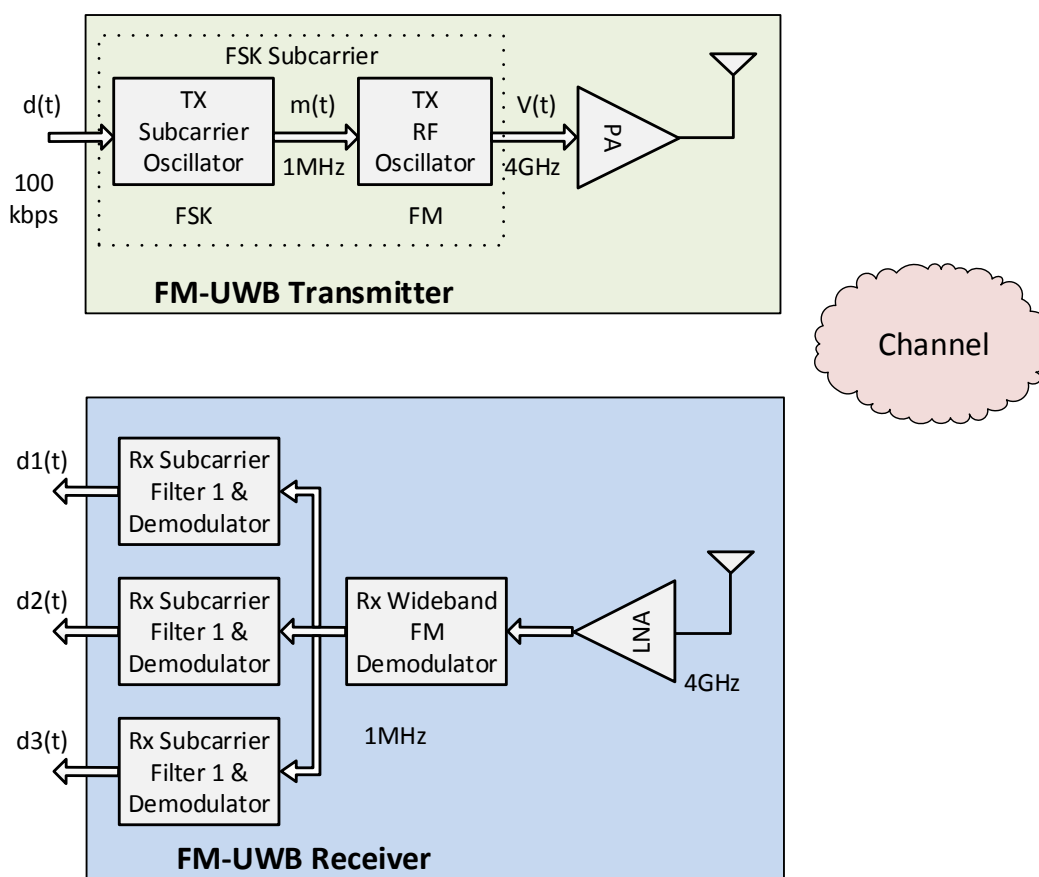 FSK Subcarrier
d(t)
TX
Subcarrier
Oscillator
m(t)
1MHz
TX
RF
Oscillator
V(t)
4GHz
PA
100
kbps
FSK
FM
FM-UWB Transmitter
Channel
d1(t)
Rx Subcarrier
Filter 1 &
Demodulator
d2(t)
Rx Subcarrier
Filter 1 &
Demodulator
Rx Wideband
FM
Demodulator
LNA
4GHz
d3(t)
Rx Subcarrier
Filter 1 &
Demodulator
1MHz
FM-UWB Receiver